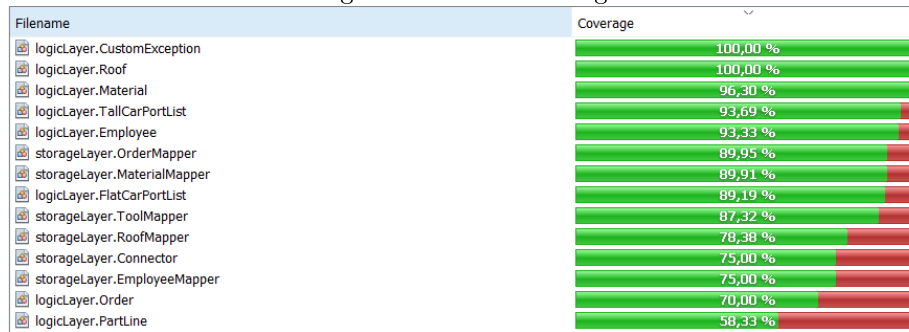 Filename Coverage
logicLayer.CustomException 100,00 %
logicLayer.Roof 100,00 %
logicLayer.Material 96,30 %
logicLayer.TallCarPortList 93,69 %
logicLayer.Employee 93,33 %
storageLayer.OrderMapper 89,95 %
storageLayer.MaterialMapper 89,91 %
logicLayer.FlatCarPortList 89,19 %
storageLayer.ToolMapper 87,32 %
storageLayer.RoofMapper 78,38 %
storageLayer.Connector 75,00 %
storageLayer.EmployeeMapper 75,00 %
logicLayer.Order 70,00 %
logicLayer.PartLine 58,33 %